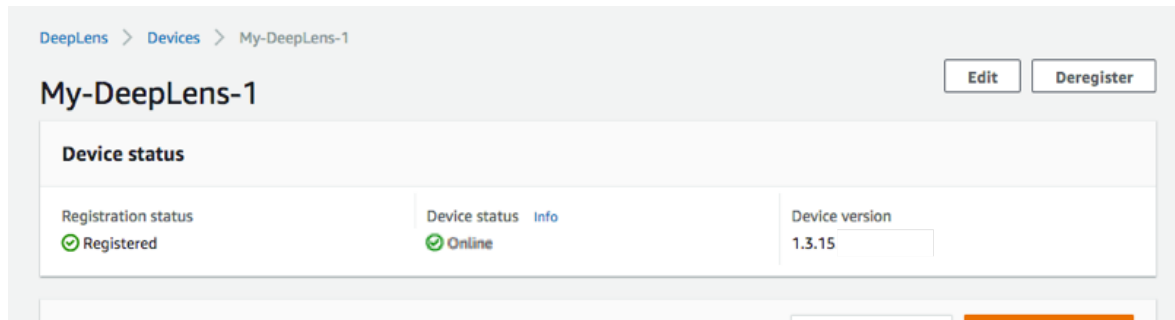 DeepLens > Devices > My-DeepLens-1
Edit Deregister
My-DeepLens-1
Device status
Registration status Device status Info Device version
Registered Online 1.3.15